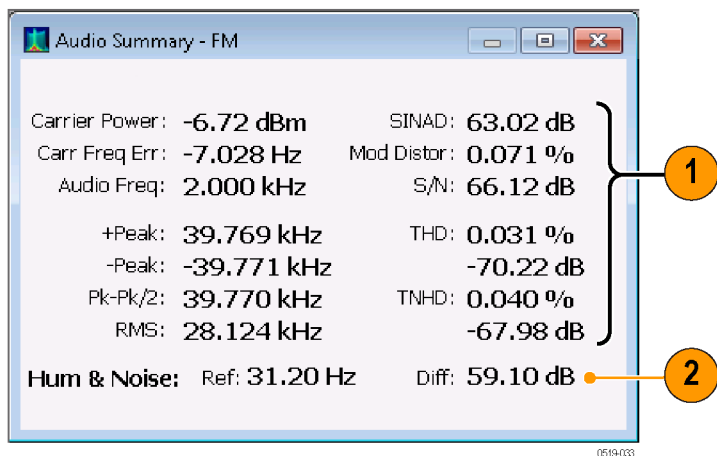 Audio Summary - FM
Carrier Power: -6.72 dBm SINAD: 63.02 dB
Carr Freq Err: -7.028 Hz Mod Distor: 0.071 %
Audio Freq: 2.000 kHz S/N: 66.12 dB
1
+Peak: 39.769 kHz THD: 0.031 %
-Peak: -39.771 kHz -70.22 dB
Pk-Pk/2: 39.770 kHz TNHD: 0.040 %
RMS: 28.124 kHz -67.98 dB
Hum & Noise: Ref: 31.20 Hz Diff: 59.10 dB
2
0519-033